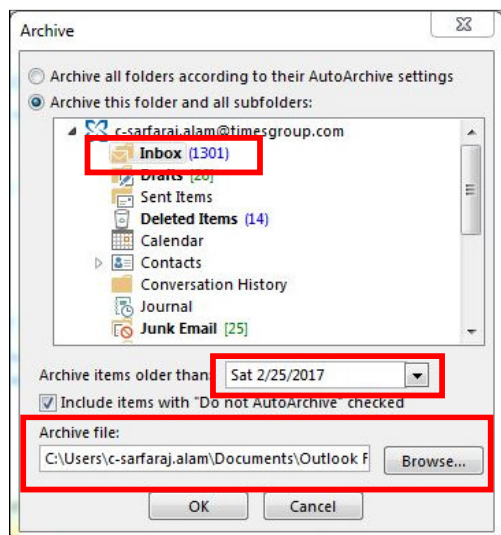 Archive
Archive all folders according to their AutoArchive settings
Archive this folder and all subfolders:
c-sarfaraj.alam@timesgroup.com
Inbox (1301)
Drafts [26]
Sent Items
Deleted Items (14)
Calendar
Contacts
Conversation History
Journal
Junk Email [25]
Archive items older than: Sat 2/25/2017
Include items with "Do not AutoArchive" checked
Archive file:
C:\Users\c-sarfaraj.alam\Documents\Outlook F Browse...
OK Cancel